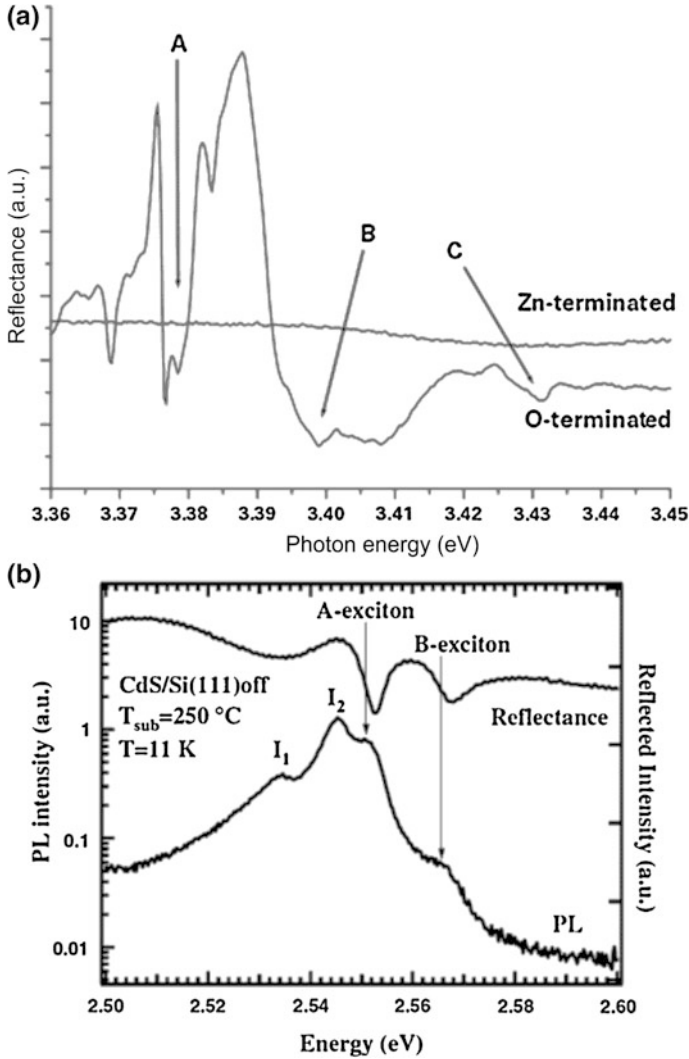 (a)
A
B
C
Zn-terminated
O-terminated
Reflectance (a.u.)
3.36 3.37 3.38 3.39 3.40 3.41 3.42 3.43 3.44 3.45
Photon energy (eV)
(b)
A-exciton
B-exciton
10
1
0.1
0.01
CdS/Si(111)off
T_sub=250 °C
T=11 K
I_1
I_2
Reflectance
PL
PL intensity (a.u.)
Reflected Intensity (a.u.)
2.50 2.52 2.54 2.56 2.58 2.60
Energy (eV)